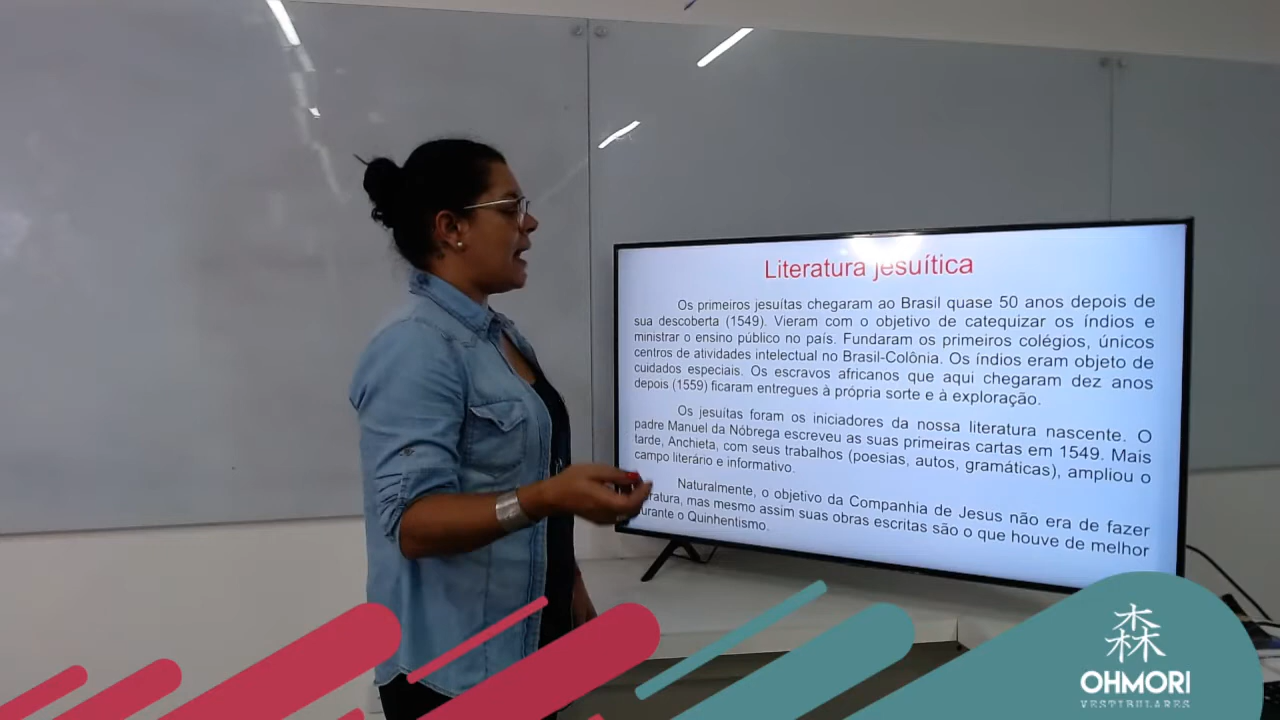 Literatura jesuítica
Os primeiros jesuítas chegaram ao Brasil quase 50 anos depois de
sua descoberta (1549). Vieram com o objetivo de catequizar os índios e
ministrar o ensino público no país. Fundaram os primeiros colégios, únicos
centros de atividades intelectual no Brasil-Colônia. Os índios eram objeto de
cuidados especiais. Os escravos africanos que aqui chegaram dez anos
depois (1559) ficaram entregues à própria sorte e à exploração.
Os jesuítas foram os iniciadores da nossa literatura nascente. O
padre Manuel da Nóbrega escreveu as suas primeiras cartas em 1549. Mais
tarde, Anchieta, com seus trabalhos (poesias, autos, gramáticas), ampliou o
campo literário e informativo.
Naturalmente, o objetivo da Companhia de Jesus não era de fazer
eratura, mas mesmo assim suas obras escritas são o que houve de melhor
urante o Quinhentismo.
森
OHMORI
VESTIBULARES